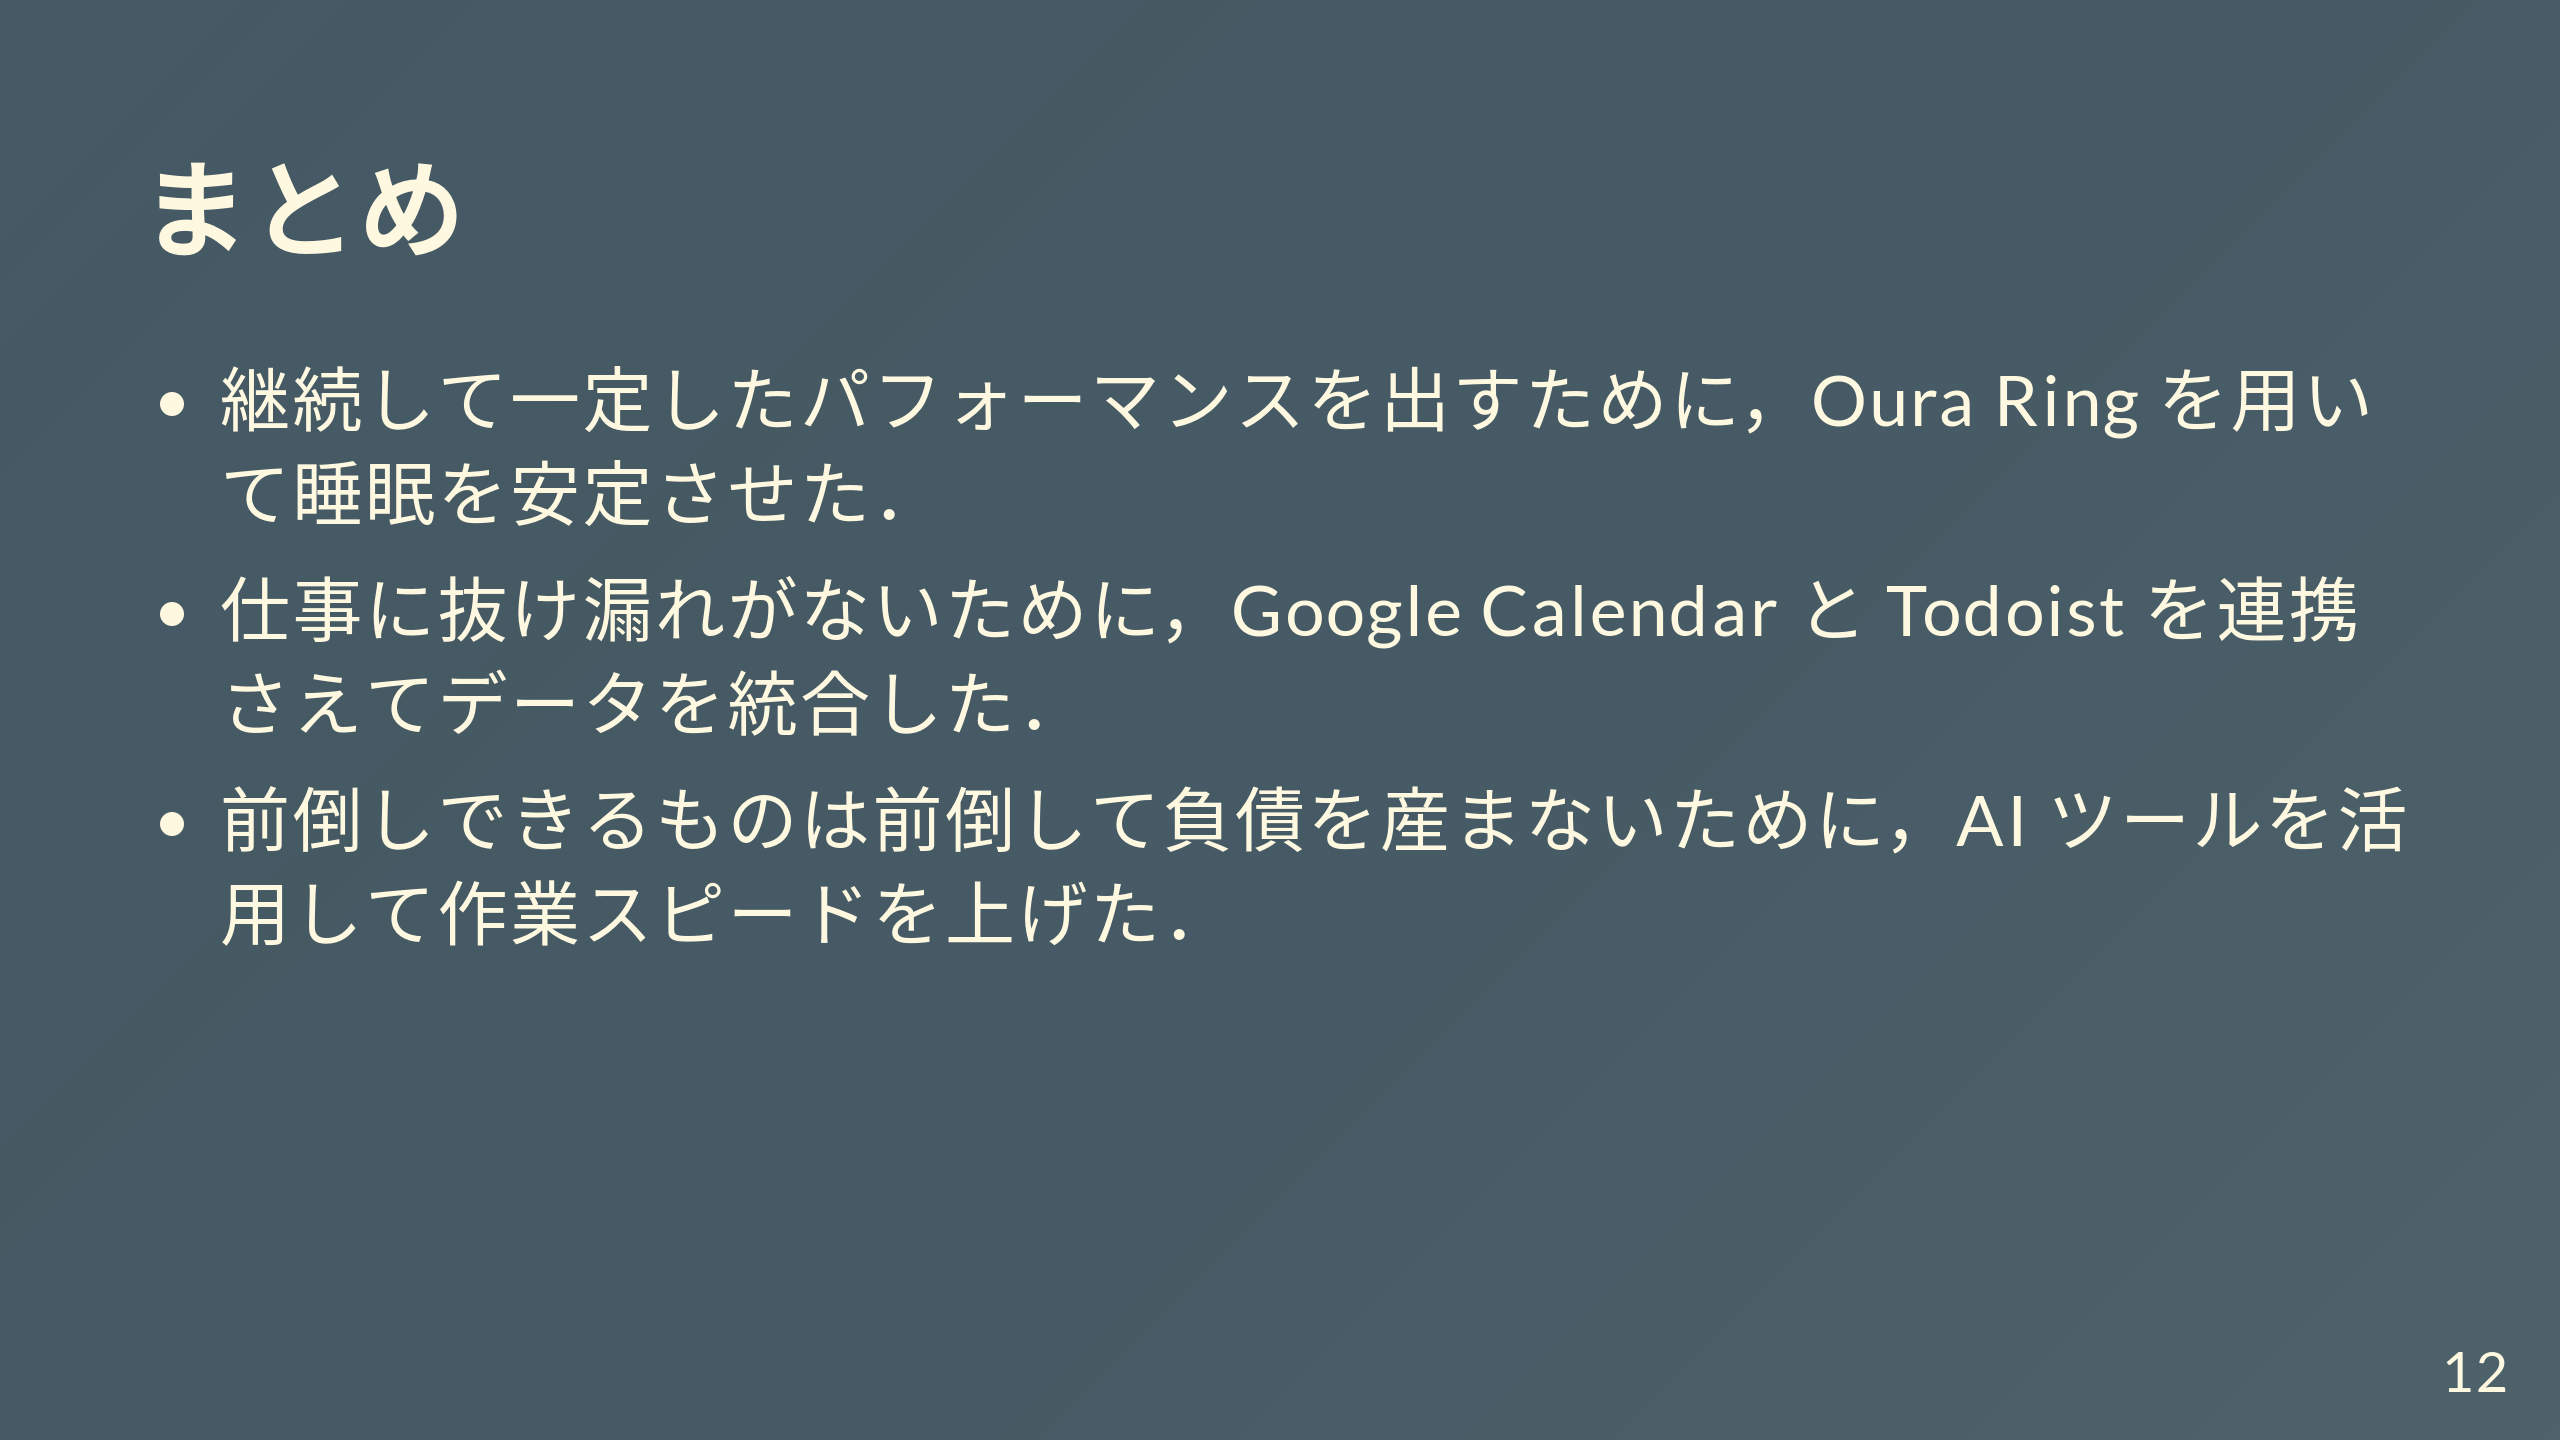 まとめ
• 継続して一定したパフォーマンスを出すために，Oura Ring を用い
て睡眠を安定させた．
• 仕事に抜け漏れがないために，Google Calendar と Todoist を連携
さえてデータを統合した．
• 前倒しできるものは前倒して負債を産まないために，AI ツールを活
用して作業スピードを上げた．
12